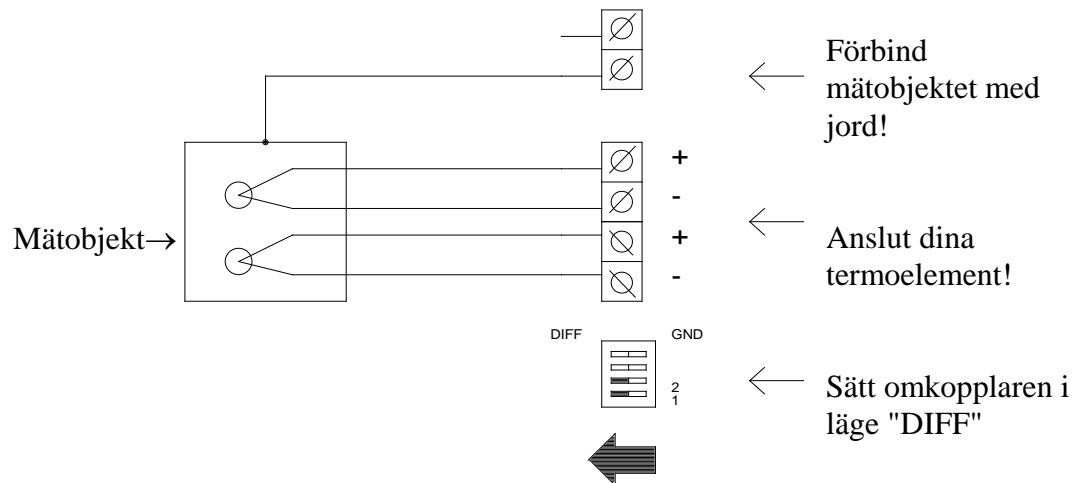 Förbind
mätobjektet med
jord!
+
-
+
-
Mätobjekt→
Anslut dina
termoelement!
DIFF GND
2
1
Sätt omkopplaren i
läge "DIFF"